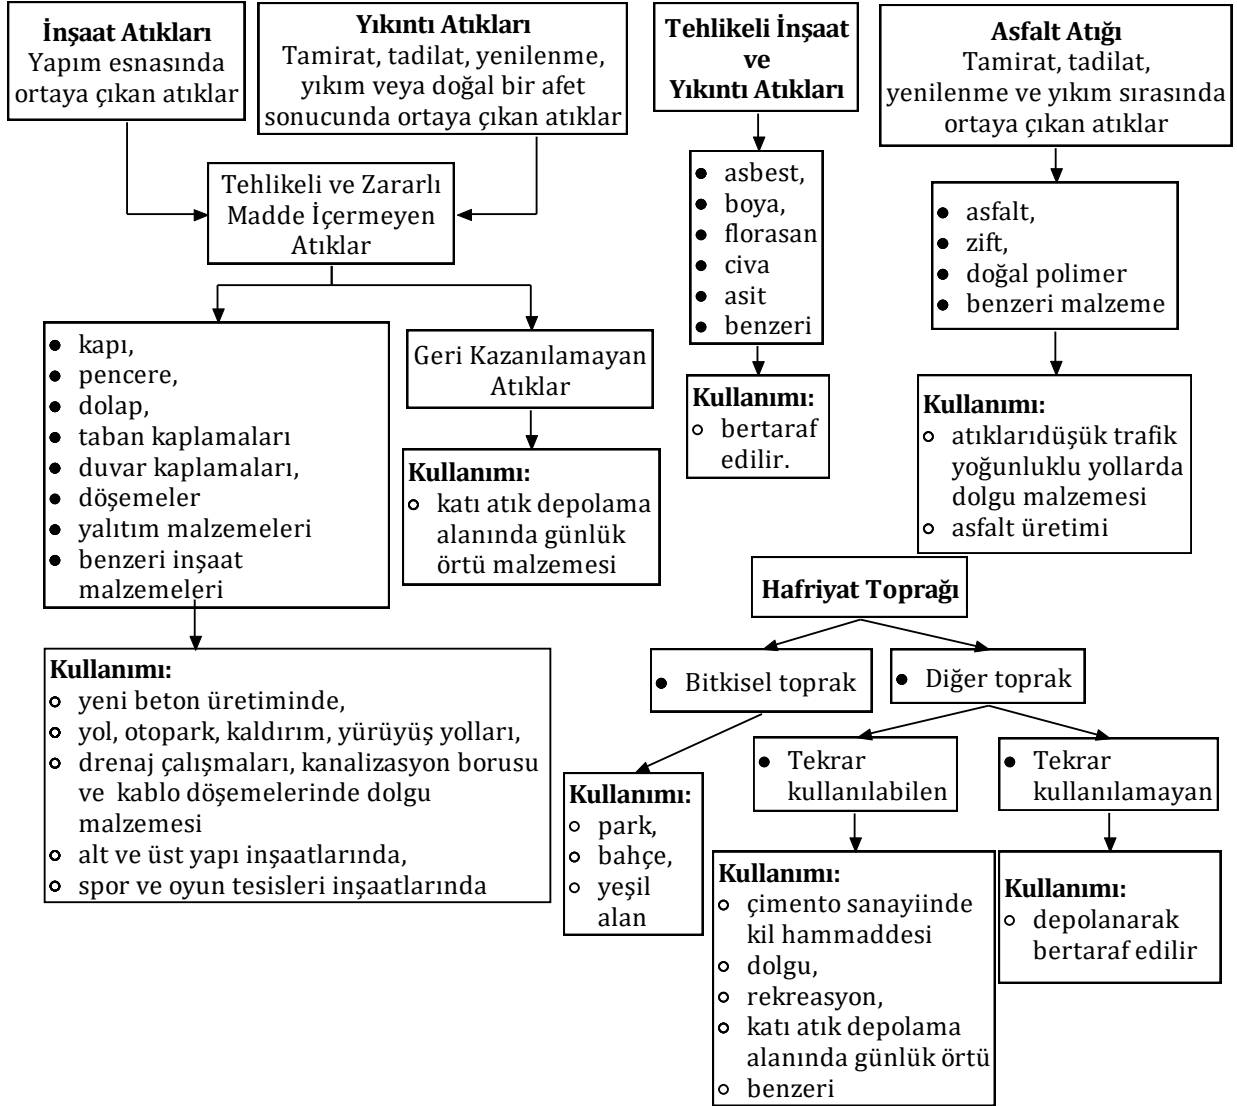 İnşaat Atıkları
Yapım esnasında
ortaya çıkan atıklar
Yıkıntı Atıkları
Tamirat, tadilat, yenilenme,
yıkım veya doğal bir afet
sonucunda ortaya çıkan atıklar
Tehlikeli İnşaat
ve
Yıkıntı Atıkları
Asfalt Atığı
Tamirat, tadilat,
yenilenme ve yıkım sırasında
ortaya çıkan atıklar
Tehlikeli ve Zararlı
Madde İçermeyen
Atıklar
• asbest,
• boya,
• florasan
• civa
• asit
• benzeri
• asfalt,
• zift,
• doğal polimer
• benzeri malzeme
• kapı,
• pencere,
• dolap,
• taban kaplamaları
• duvar kaplamaları,
• döşemeler
• yalıtım malzemeleri
• benzeri inşaat
malzemeleri
Geri Kazanılamayan
Atıklar
Kullanımı:
o bertaraf
edilir.
Kullanımı:
o atıklarıdüşük trafik
yoğunluklu yollarda
dolgu malzemesi
o asfalt üretimi
Kullanımı:
o katı atık depolama
alanında günlük
örtü malzemesi
Hafriyat Toprağı
Kullanımı:
o yeni beton üretiminde,
o yol, otopark, kaldırım, yürüyüş yolları,
o drenaj çalışmaları, kanalizasyon borusu
ve kablo döşemelerinde dolgu
malzemesi
o alt ve üst yapı inşaatlarında,
o spor ve oyun tesisleri inşaatlarında
• Bitkisel toprak
• Diğer toprak
• Tekrar
kullanılabilen
• Tekrar
kullanılamayan
Kullanımı:
o park,
o bahçe,
o yeşil
alan
Kullanımı:
o çimento sanayiinde
kil hammaddesi
o dolgu,
o rekreasyon,
o katı atık depolama
alanında günlük örtü
o benzeri
Kullanımı:
o depolanarak
bertaraf edilir